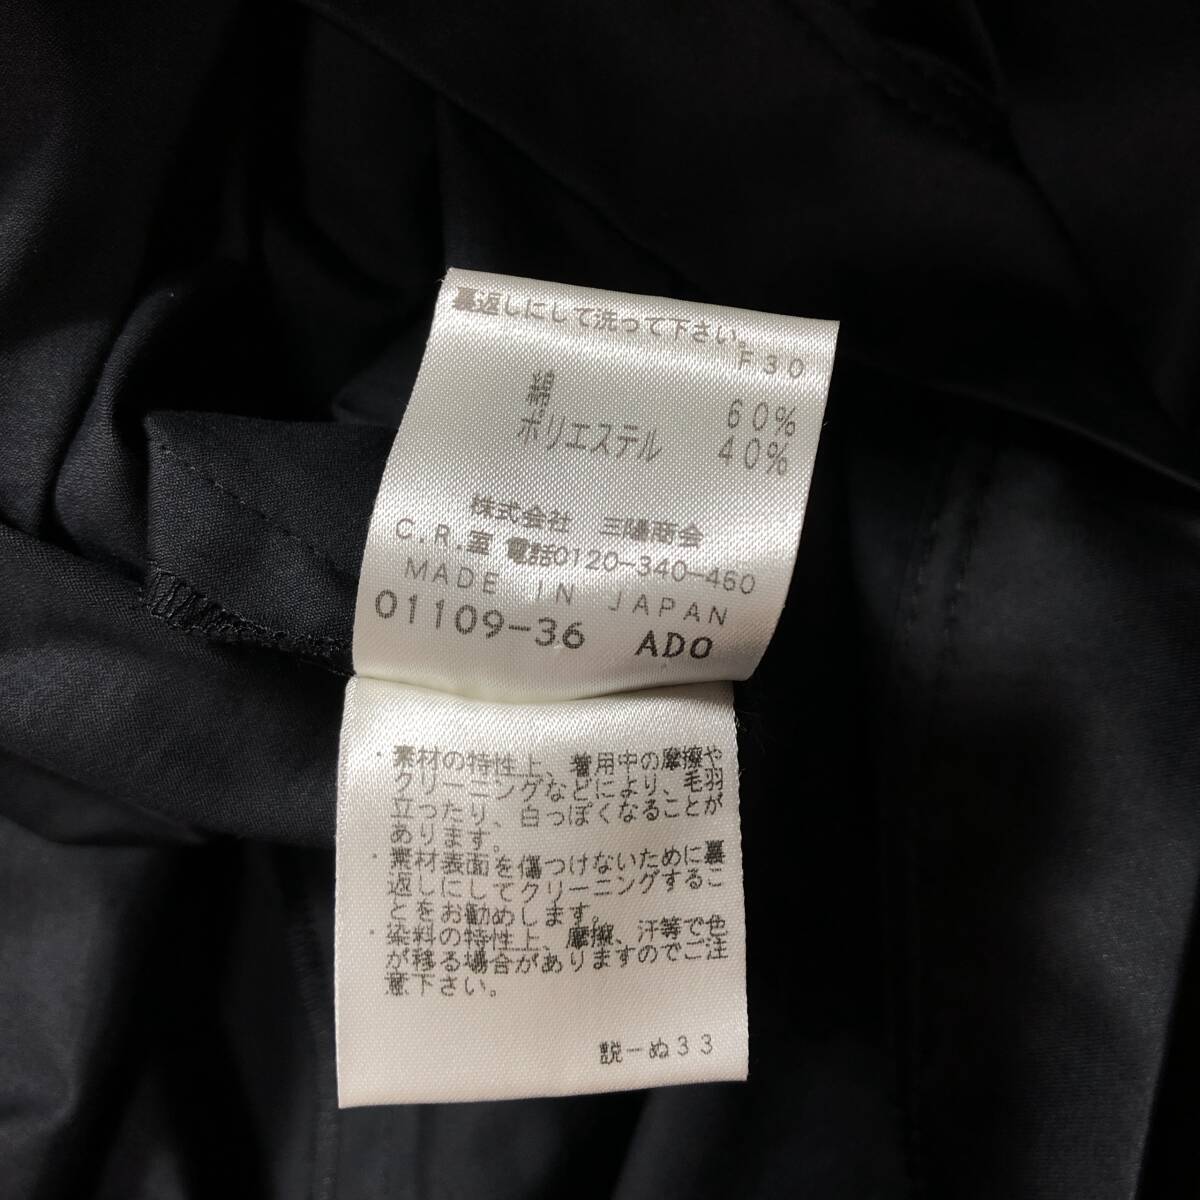 裏返しにして洗って下さい。
F30
綿 60%
ポリエステル 40%
株式会社 三陽商会
C.R.室 電話0120-340-460
MADE IN JAPAN
01109-36 ADO
・素材の特性上、着用中の摩擦や
クリーニングなどにより、毛羽
立ったり、白っぽくなることが
あります。
・素材表面を傷つけないために裏
返しにしてクリーニングするこ
とをお勧めします。
・染料の特性上、摩擦、汗等で色
が移る場合がありますのでご注
意下さい。
説-ぬ33